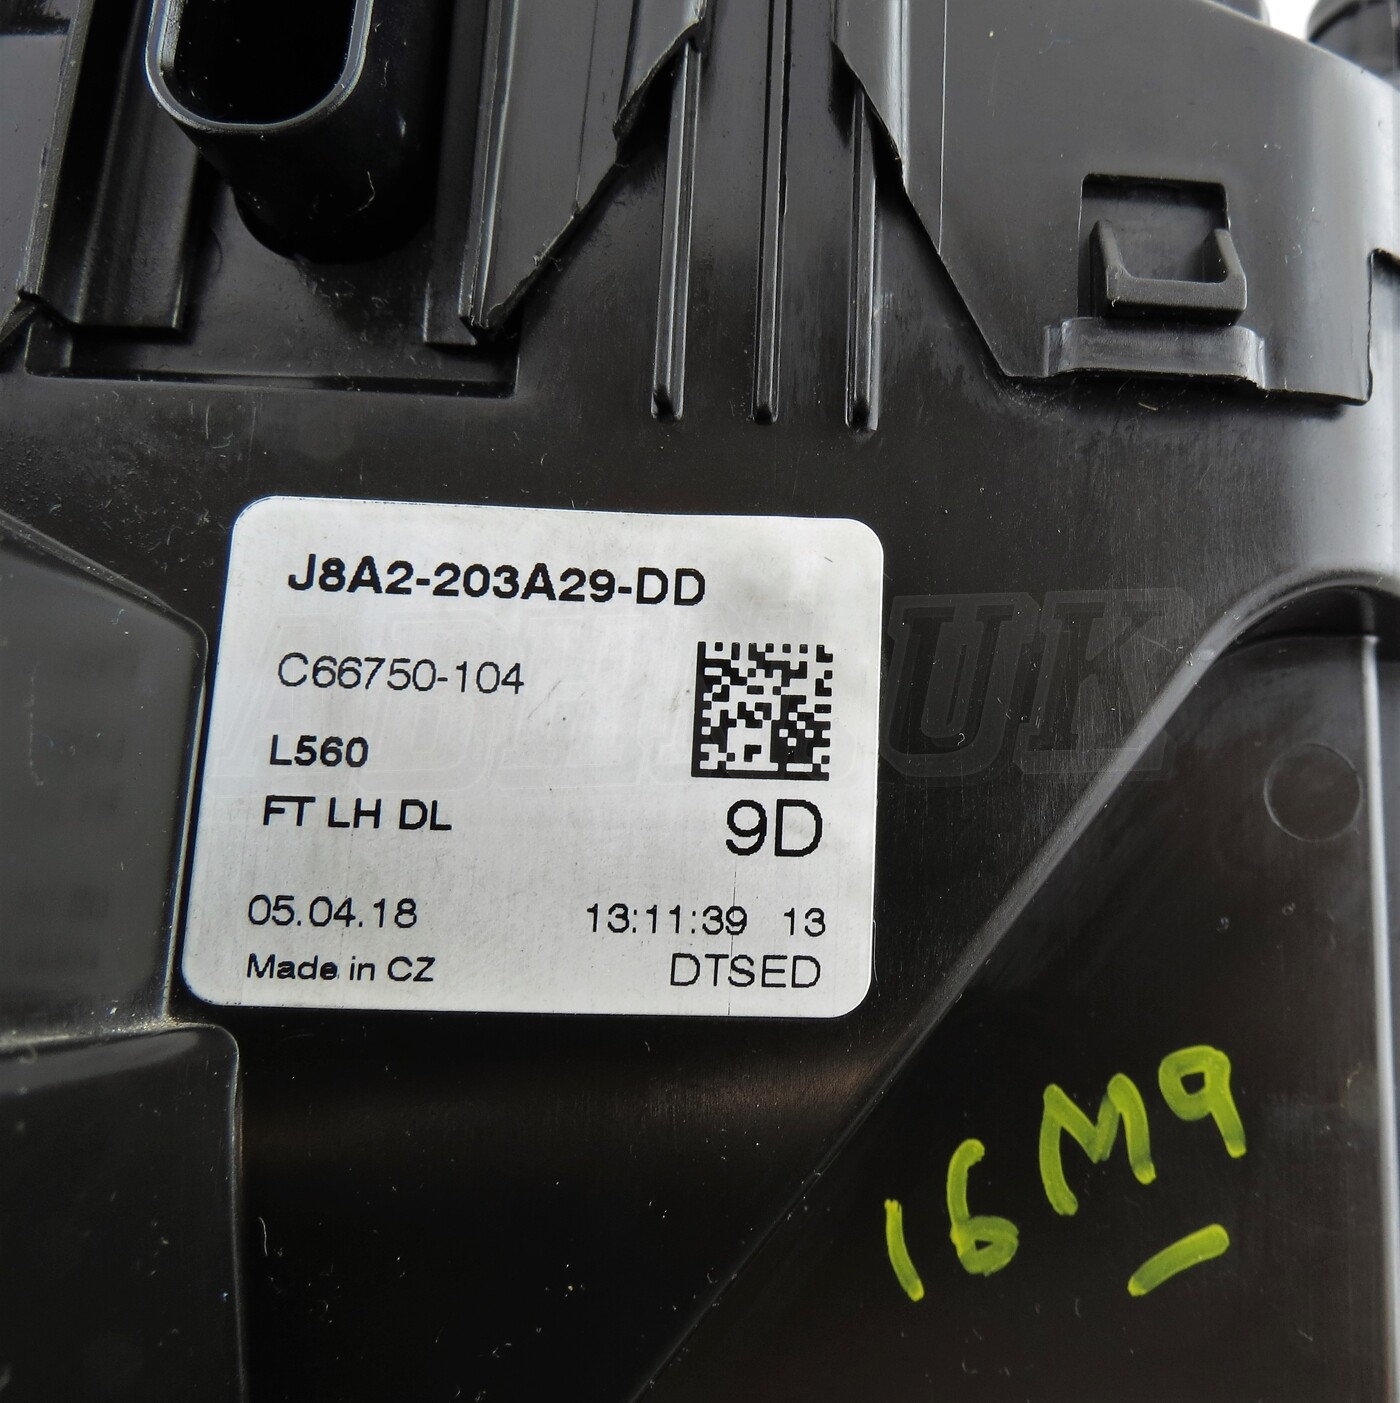 J8A2-203A29-DD
C66750-104
L560
FT LH DL
9D
05.04.18 13:11:39 13
Made in CZ DTSED
16M9